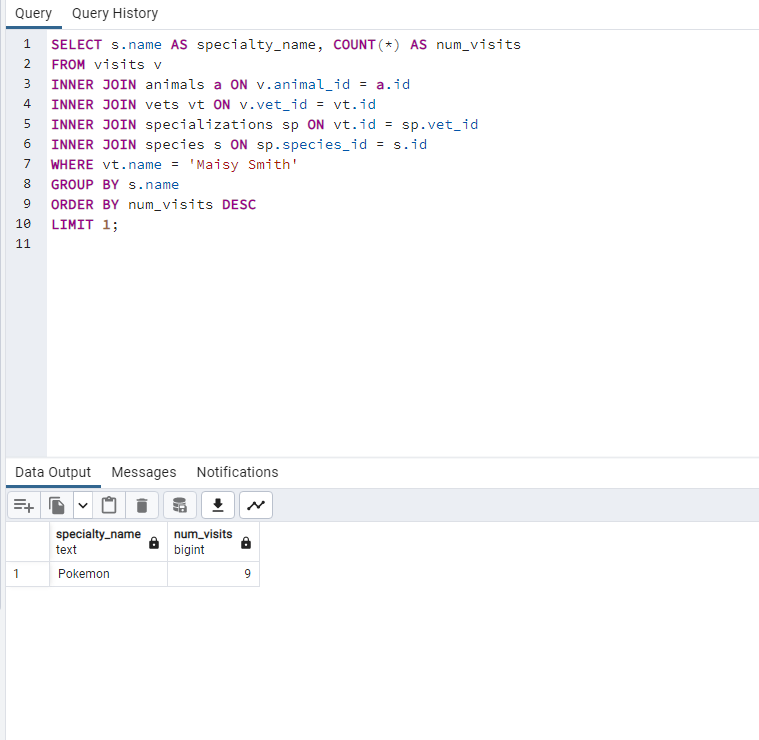 Query Query History
1 SELECT s.name AS specialty_name, COUNT(*) AS num_visits
2 FROM visits v
3 INNER JOIN animals a ON v.animal_id = a.id
4 INNER JOIN vets vt ON v.vet_id = vt.id
5 INNER JOIN specializations sp ON vt.id = sp.vet_id
6 INNER JOIN species s ON sp.species_id = s.id
7 WHERE vt.name = 'Maisy Smith'
8 GROUP BY s.name
9 ORDER BY num_visits DESC
10 LIMIT 1;
11
Data Output Messages Notifications
specialty_name num_visits
text bigint
1 Pokemon 9